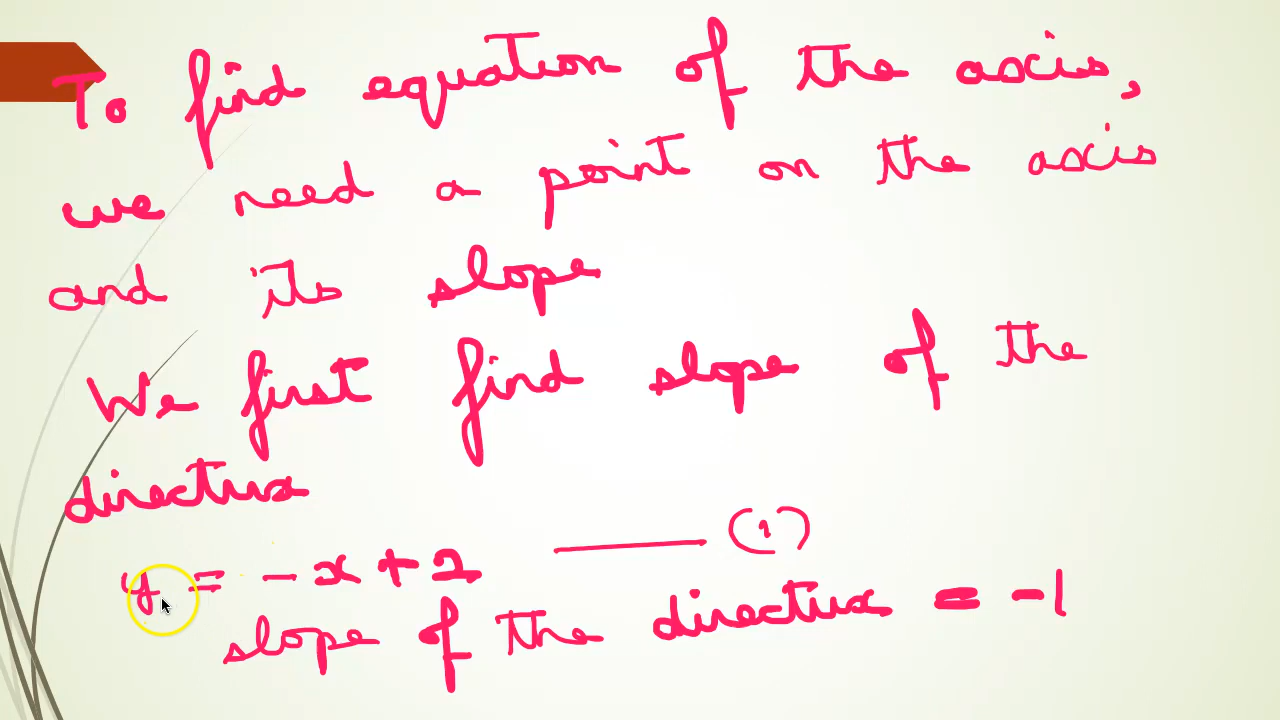 To find equation of the axis,
we need a point on the axis
and its slope
We first find slope of the
directrix
y = -x + 2 ——— (1)
slope of the directrix = -1